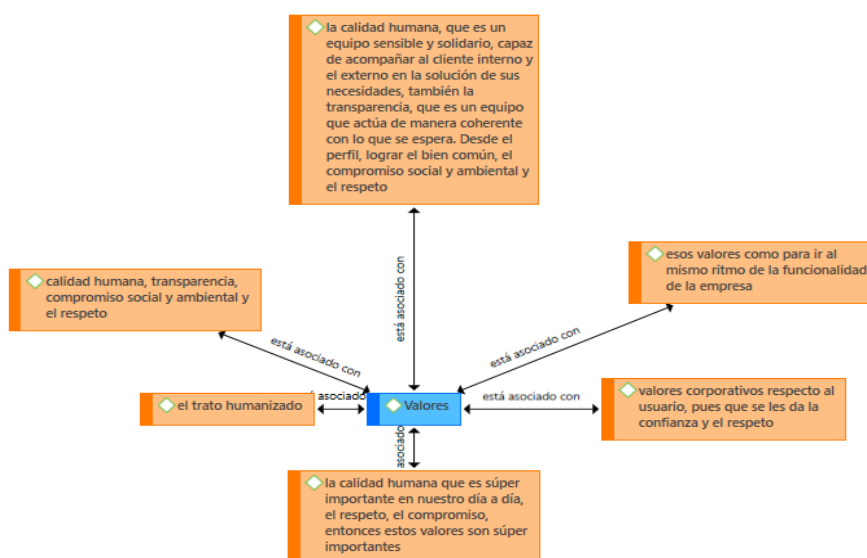 la calidad humana, que es un
equipo sensible y solidario, capaz
de acompañar al cliente interno y
el externo en la solución de sus
necesidades, también la
transparencia, que es un equipo
que actúa de manera coherente
con lo que se espera. Desde el
perfil, lograr el bien común, el
compromiso social y ambiental y
el respeto
está asociado con
esos valores como para ir al
mismo ritmo de la funcionalidad
de la empresa
está asociado con
calidad humana, transparencia,
compromiso social y ambiental y
el respeto
está asociado con
el trato humanizado
á asociado
Valores
está asociado con
valores corporativos respecto al
usuario, pues que se les da la
confianza y el respeto
asociado
la calidad humana que es súper
importante en nuestro día a día,
el respeto, el compromiso,
entonces estos valores son súper
importantes